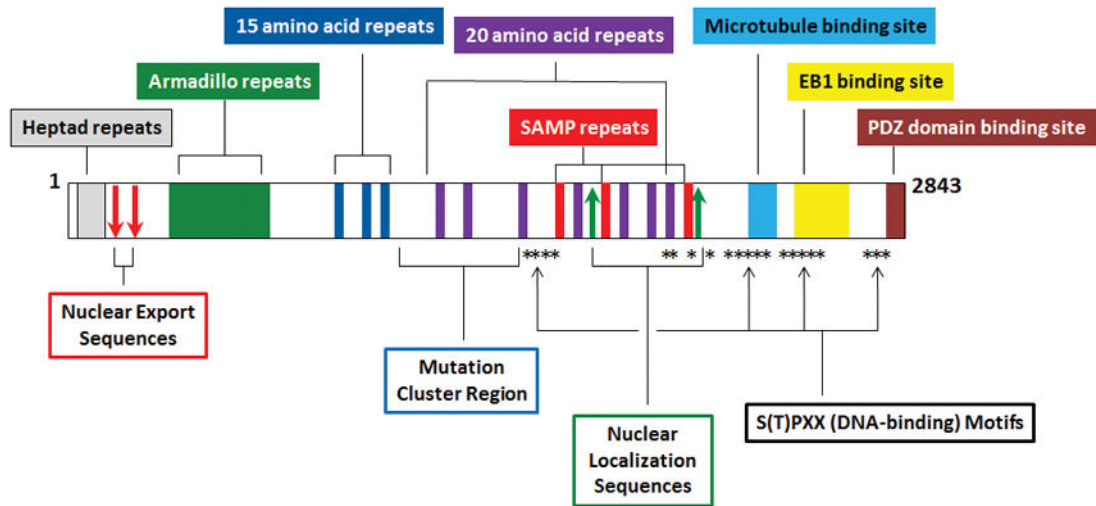 15 amino acid repeats
20 amino acid repeats
Microtubule binding site
Armadillo repeats
EB1 binding site
Heptad repeats
SAMP repeats
PDZ domain binding site
1
2843
**** ** * * ***** ***** ***
Nuclear Export
Sequences
Mutation
Cluster Region
Nuclear
Localization
Sequences
S(T)PXX (DNA-binding) Motifs